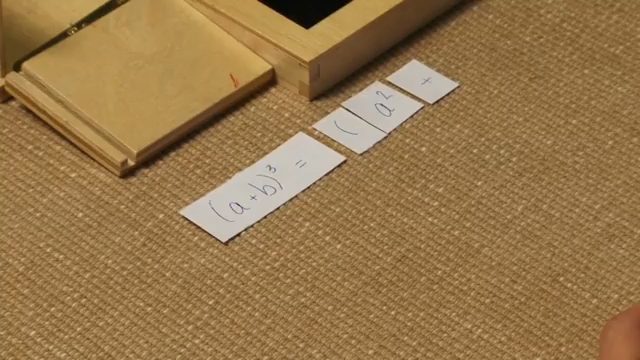 (a+b)³ = ( a² +